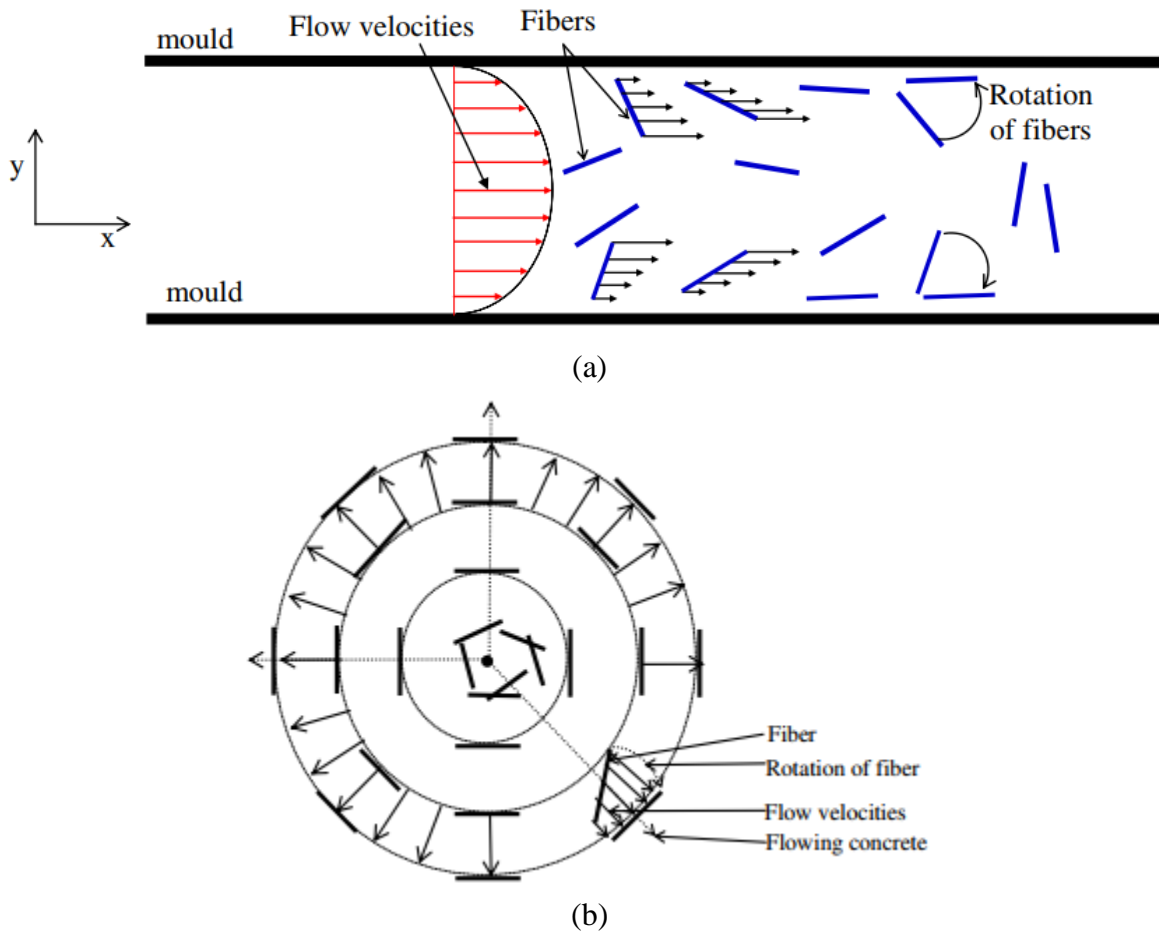 mould
Flow velocities
Fibers
Rotation
of fibers
y
x
mould
(a)
Fiber
Rotation of fiber
Flow velocities
Flowing concrete
(b)